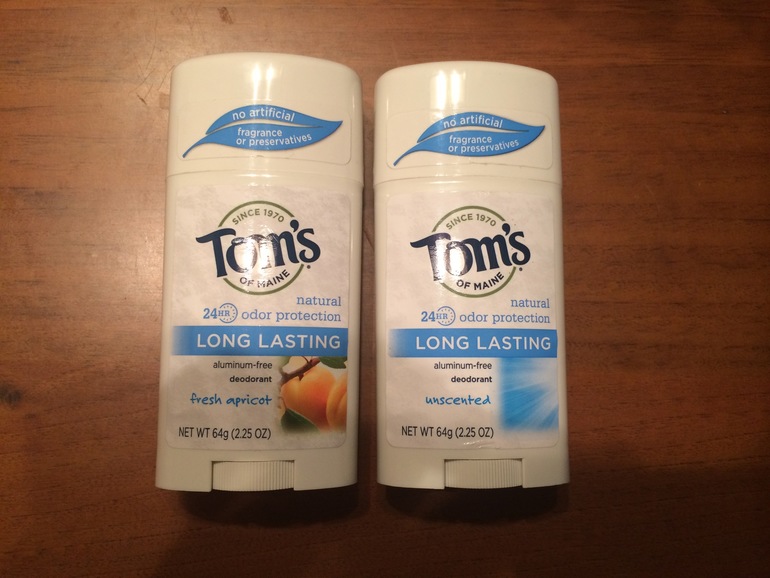 no artificial
fragrance
or preservatives
SINCE 1970
Tom's
OF MAINE
natural
24HR odor protection
LONG LASTING
aluminum-free
deodorant
fresh apricot
NET WT 64g (2.25 OZ)
no artificial
fragrance
or preservatives
SINCE 1970
Tom's
OF MAINE
natural
24HR odor protection
LONG LASTING
aluminum-free
deodorant
unscented
NET WT 64g (2.25 OZ)